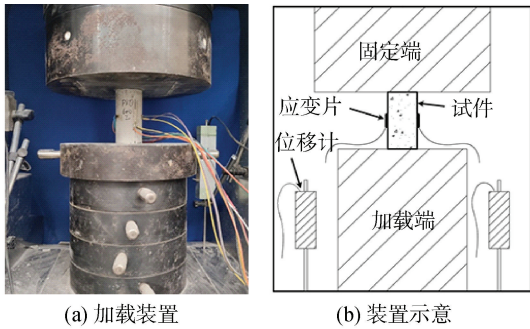 固定端
应变片
试件
位移计
加载端
(a) 加载装置
(b) 装置示意